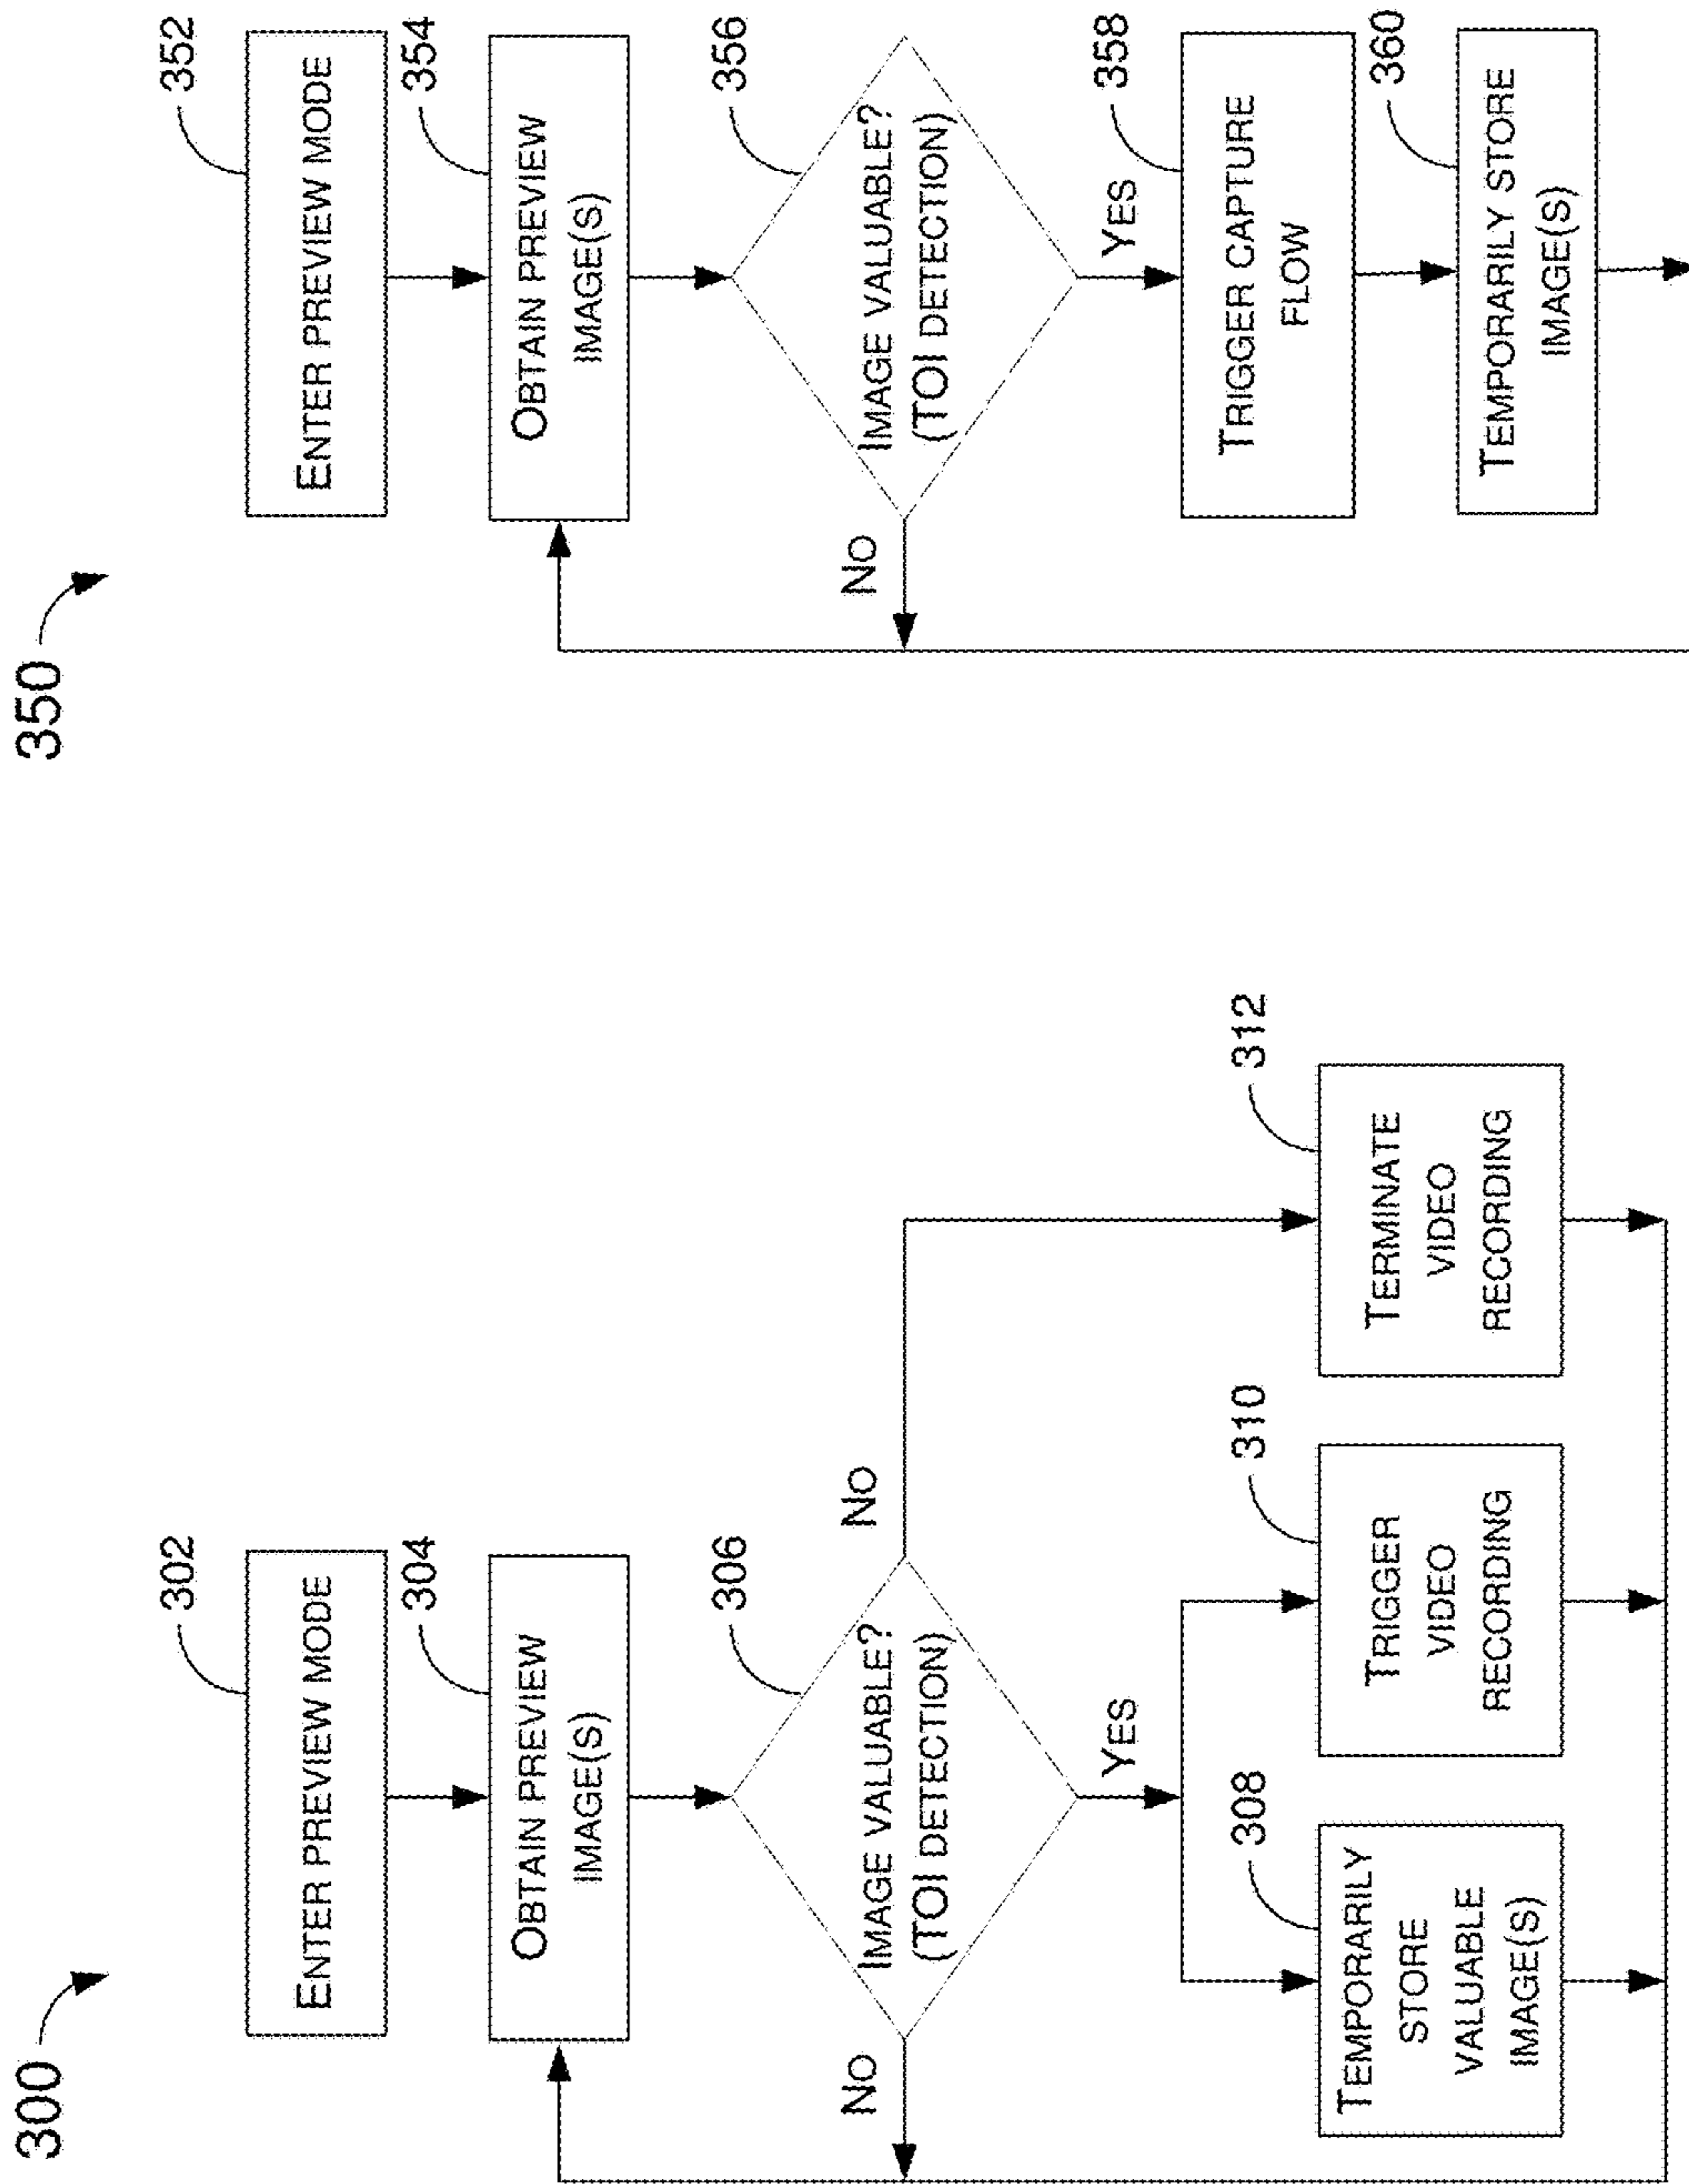 300
302
ENTER PREVIEW MODE
304
OBTAIN PREVIEW
IMAGE(S)
306
IMAGE VALUABLE?
(TOI DETECTION)
NO
NO
YES
308
TEMPORARILY
STORE
VALUABLE
IMAGE(S)
310
TRIGGER
VIDEO
RECORDING
312
TERMINATE
VIDEO
RECORDING
350
352
ENTER PREVIEW MODE
354
OBTAIN PREVIEW
IMAGE(S)
356
IMAGE VALUABLE?
(TOI DETECTION)
NO
YES
358
TRIGGER CAPTURE
FLOW
360
TEMPORARILY STORE
IMAGE(S)